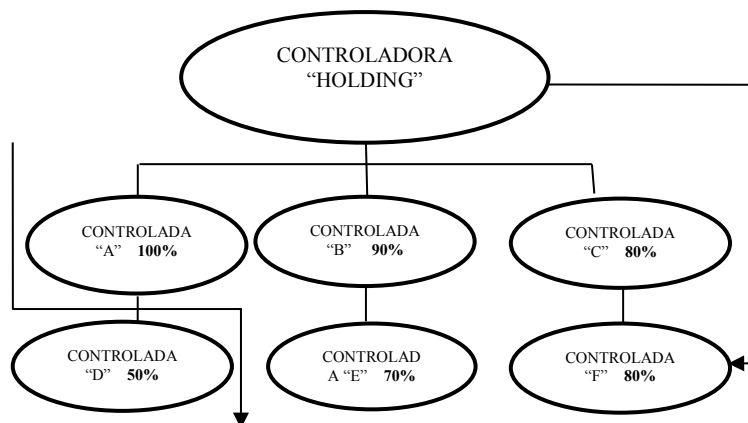 CONTROLADORA
“HOLDING”
CONTROLADA
“A” 100%
CONTROLADA
“B” 90%
CONTROLADA
“C” 80%
CONTROLADA
“D” 50%
CONTROLAD
A “E” 70%
CONTROLADA
“F” 80%